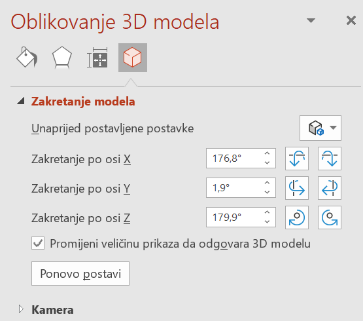 Oblikovanje 3D modela
Zakretanje modela
Unaprijed postavljene postavke
Zakretanje po osi X 176,8°
Zakretanje po osi Y 1,9°
Zakretanje po osi Z 179,9°
Promijeni veličinu prikaza da odgovara 3D modelu
Ponovo postavi
Kamera